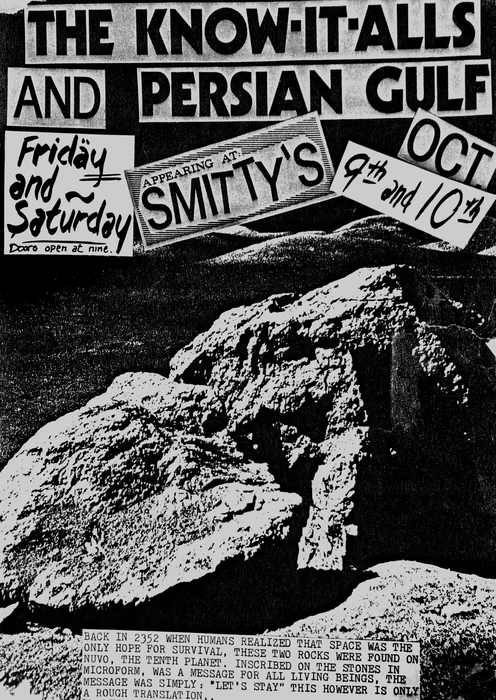 THE KNOW-IT-ALLS
AND PERSIAN GULF
Friday
and
Saturday
Doors open at nine.
APPEARING AT:
SMITTY'S
OCT.
9th and 10th
BACK IN 2352 WHEN HUMANS REALIZED THAT SPACE WAS THE
ONLY HOPE FOR SURVIVAL, THESE TWO ROCKS WERE FOUND ON
NUVO, THE TENTH PLANET. INSCRIBED ON THE STONES IN
MICROFORM, WAS A MESSAGE FOR ALL LIVING BEINGS, THE
MESSAGE WAS SIMPLY; "LET'S STAY" THIS HOWVER IS ONLY
A ROUGH TRANSLATION..